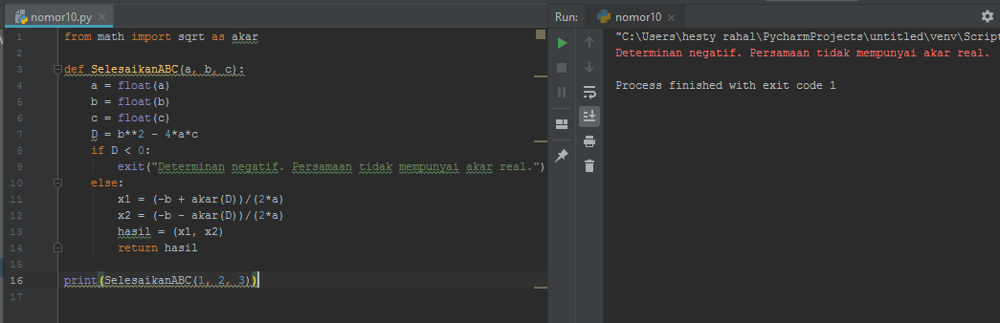 nomor10.py
1 from math import sqrt as akar
2
3 def SelesaikanABC(a, b, c):
4 a = float(a)
5 b = float(b)
6 c = float(c)
7 D = b**2 - 4*a*c
8 if D < 0:
9 exit("Determinan negatif. Persamaan tidak mempunyai akar real.")
10 else:
11 x1 = (-b + akar(D))/(2*a)
12 x2 = (-b - akar(D))/(2*a)
13 hasil = (x1, x2)
14 return hasil
15
16 print(SelesaikanABC(1, 2, 3))
17
Run: nomor10
"C:\Users\hesty rahal\PycharmProjects\untitled\venv\Script
Determinan negatif. Persamaan tidak mempunyai akar real.
Process finished with exit code 1